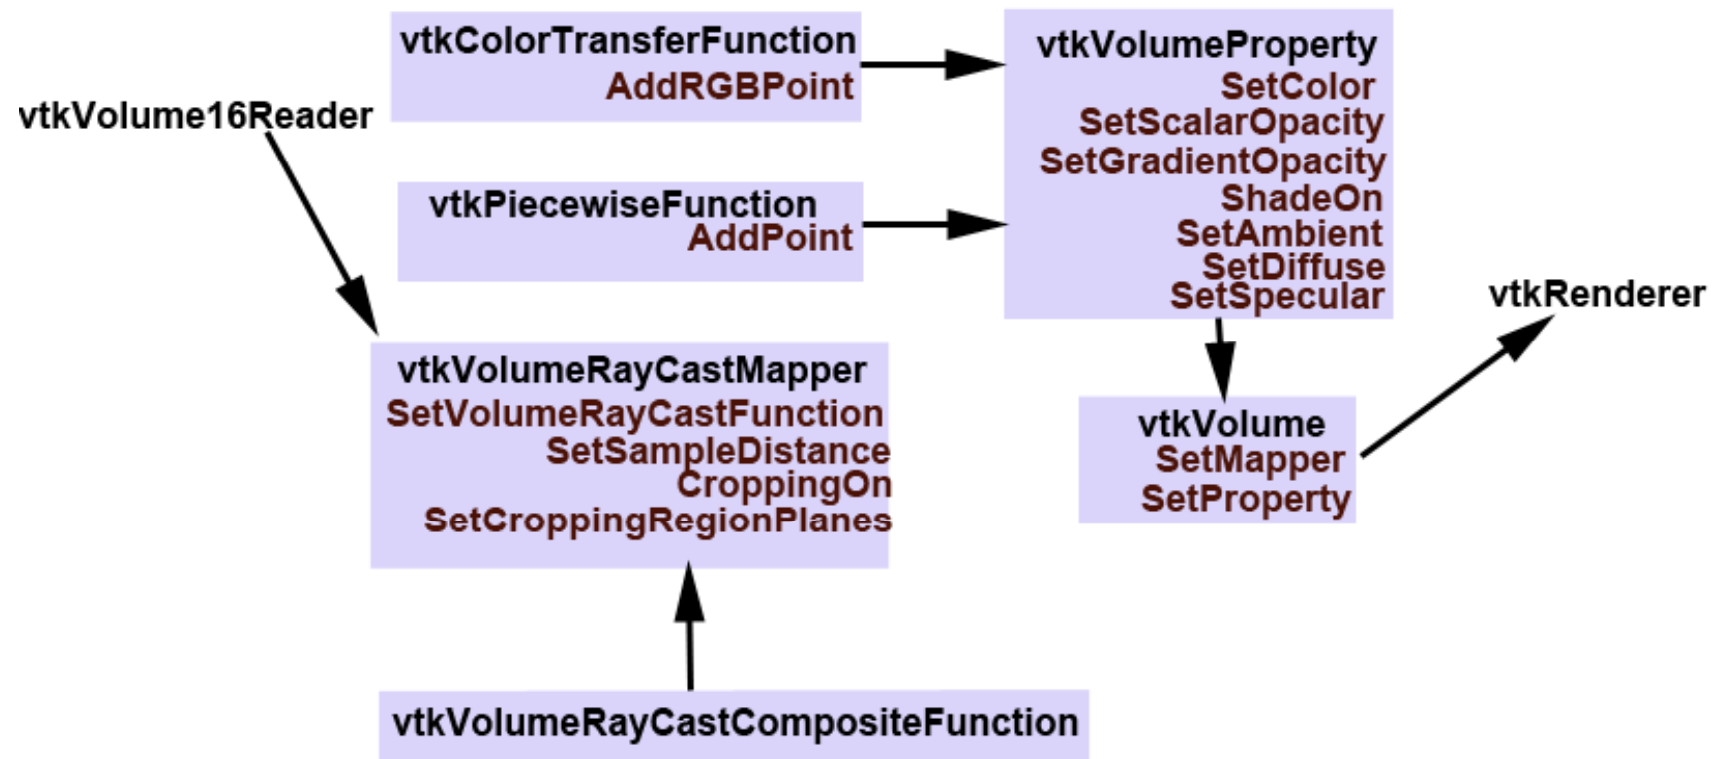 vtkColorTransferFunction
AddRGBPoint
vtkVolumeProperty
SetColor
SetScalarOpacity
SetGradientOpacity
ShadeOn
SetAmbient
SetDiffuse
SetSpecular
vtkVolume16Reader
vtkPiecewiseFunction
AddPoint
vtkRenderer
vtkVolumeRayCastMapper
SetVolumeRayCastFunction
SetSampleDistance
CroppingOn
SetCroppingRegionPlanes
vtkVolume
SetMapper
SetProperty
vtkVolumeRayCastCompositeFunction